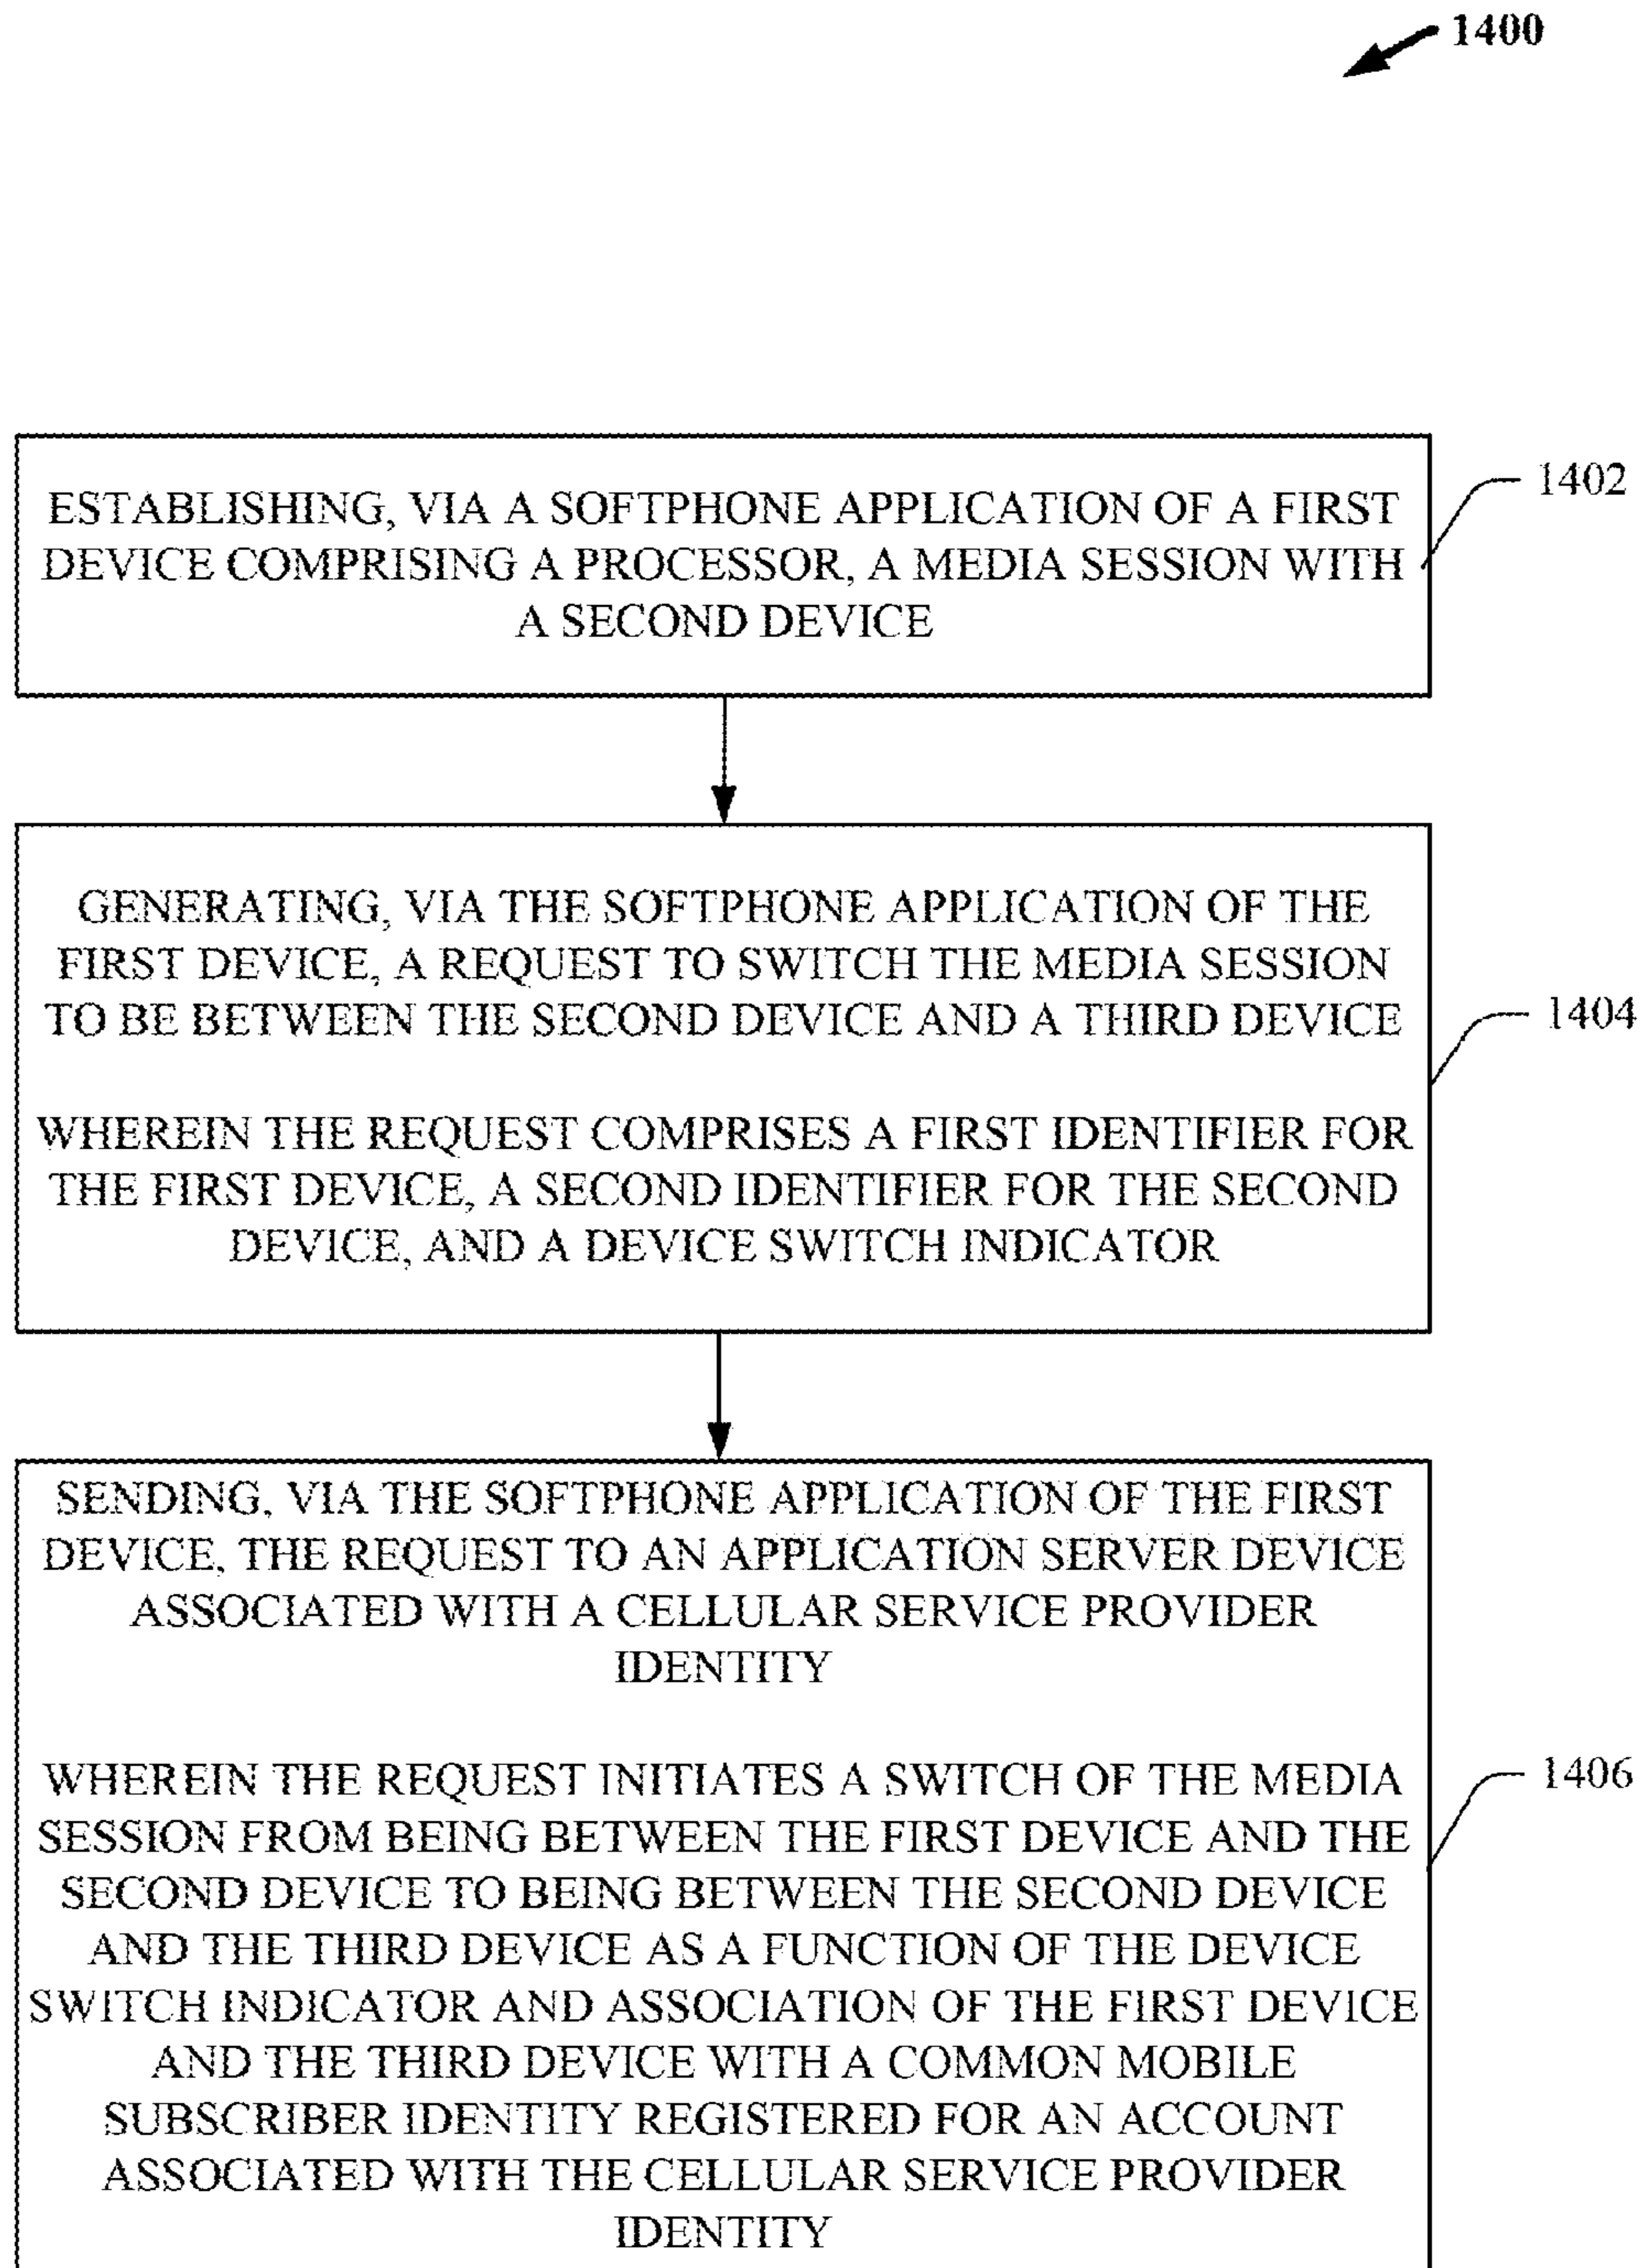 1400
ESTABLISHING, VIA A SOFTPHONE APPLICATION OF A FIRST
DEVICE COMPRISING A PROCESSOR, A MEDIA SESSION WITH
A SECOND DEVICE
1402
GENERATING, VIA THE SOFTPHONE APPLICATION OF THE
FIRST DEVICE, A REQUEST TO SWITCH THE MEDIA SESSION
TO BE BETWEEN THE SECOND DEVICE AND A THIRD DEVICE
WHEREIN THE REQUEST COMPRISES A FIRST IDENTIFIER FOR
THE FIRST DEVICE, A SECOND IDENTIFIER FOR THE SECOND
DEVICE, AND A DEVICE SWITCH INDICATOR
1404
SENDING, VIA THE SOFTPHONE APPLICATION OF THE FIRST
DEVICE, THE REQUEST TO AN APPLICATION SERVER DEVICE
ASSOCIATED WITH A CELLULAR SERVICE PROVIDER
IDENTITY
WHEREIN THE REQUEST INITIATES A SWITCH OF THE MEDIA
SESSION FROM BEING BETWEEN THE FIRST DEVICE AND THE
SECOND DEVICE TO BEING BETWEEN THE SECOND DEVICE
AND THE THIRD DEVICE AS A FUNCTION OF THE DEVICE
SWITCH INDICATOR AND ASSOCIATION OF THE FIRST DEVICE
AND THE THIRD DEVICE WITH A COMMON MOBILE
SUBSCRIBER IDENTITY REGISTERED FOR AN ACCOUNT
ASSOCIATED WITH THE CELLULAR SERVICE PROVIDER
IDENTITY
1406